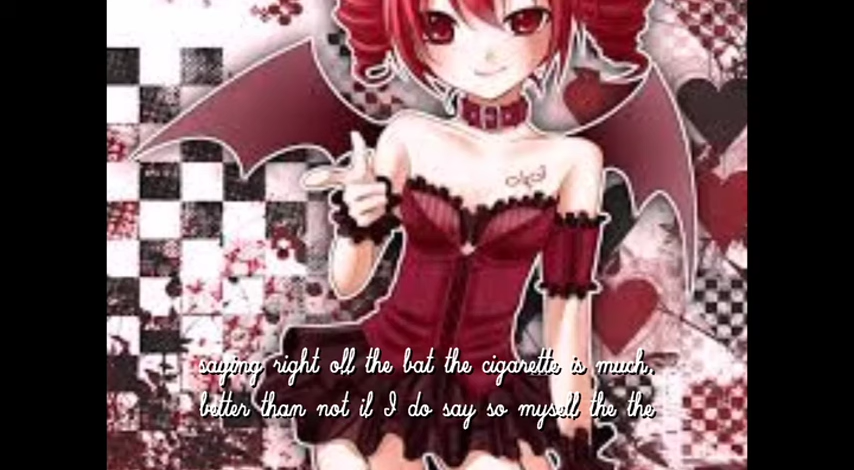 saying right off the bat the cigarette is much,
better than not if I do say so myself the the